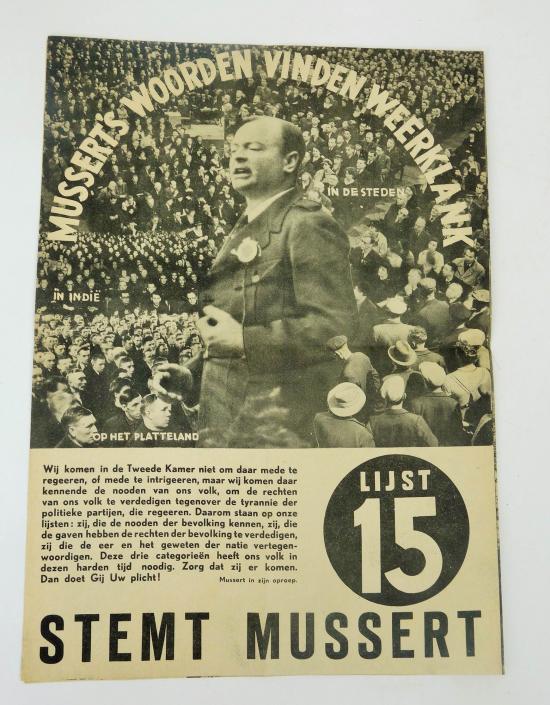 MUSSERTS WOORDEN VINDEN WEERKLANK
IN DE STEDEN
IN INDIË
OP HET PLATTELAND
Wij komen in de Tweede Kamer niet om daar mede te
regeeren, of mede te intrigeeren, maar wij komen daar
kennende de nooden van ons volk, om de rechten
van ons volk te verdedigen tegenover de tyrannie der
politieke partijen, die regeeren. Daarom staan op onze
lijsten: zij, die de nooden der bevolking kennen, zij, die
de gaven hebben de rechten der bevolking te verdedigen,
zij die de eer en het geweten der natie vertegen-
woordigen. Deze drie categorieën heeft ons volk in
dezen harden tijd noodig. Zorg dat zij er komen.
Dan doet Gij Uw plicht!
Mussert in zijn oproep.
LIJST
15
STEMT MUSSERT